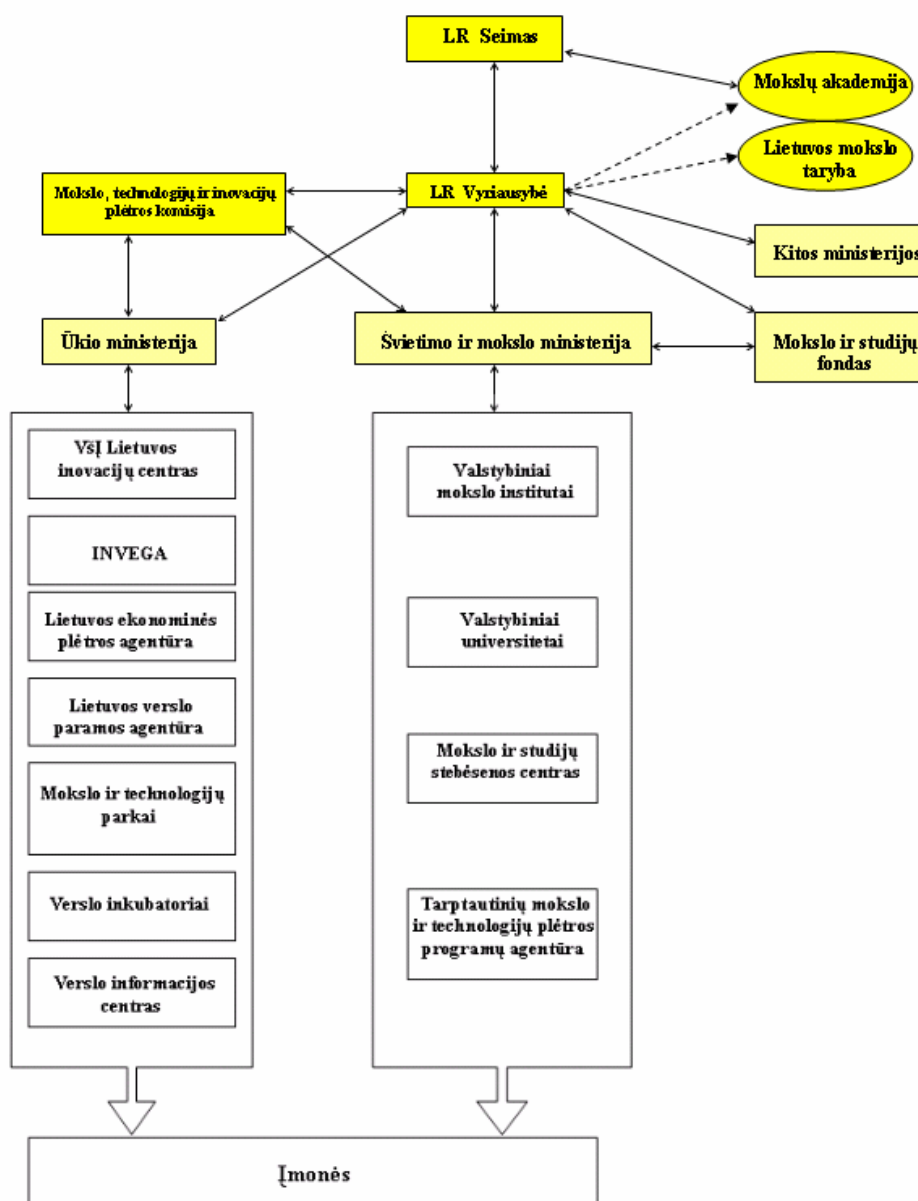 LR Seimas
Mokslų akademija
Lietuvos mokslo
taryba
Mokslo, technologijų ir inovacijų
plėtros komisija
LR Vyriausybė
Kitos ministerijos
Ūkio ministerija
Švietimo ir mokslo ministerija
Mokslo ir studijų
fondas
VšĮ Lietuvos
inovacijų centras
INVEGA
Lietuvos ekonominės
plėtros agentūra
Lietuvos verslo
paramos agentūra
Mokslo ir technologijų
parkai
Verslo inkubatoriai
Verslo informacijos
centras
Valstybiniai
mokslo institutai
Valstybiniai
universitetai
Mokslo ir studijų
stebėsenos centras
Tarptautinių mokslo
ir technologijų plėtros
programų agentūra
Įmonės